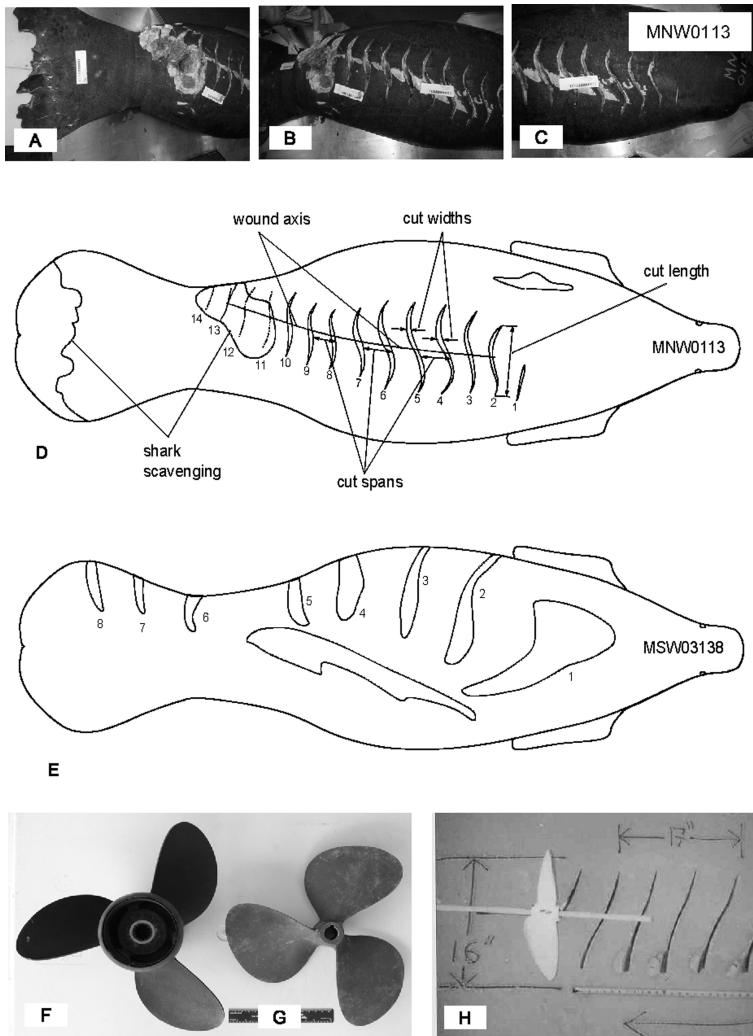 MNW0113
A
B
C
wound axis
cut widths
cut length
14
13
12
11
10
9
8
7
6
5
4
3
2
1
MNW0113
shark
scavenging
cut spans
D
8
7
6
5
4
3
2
1
MSW03138
E
16"
F
G
H